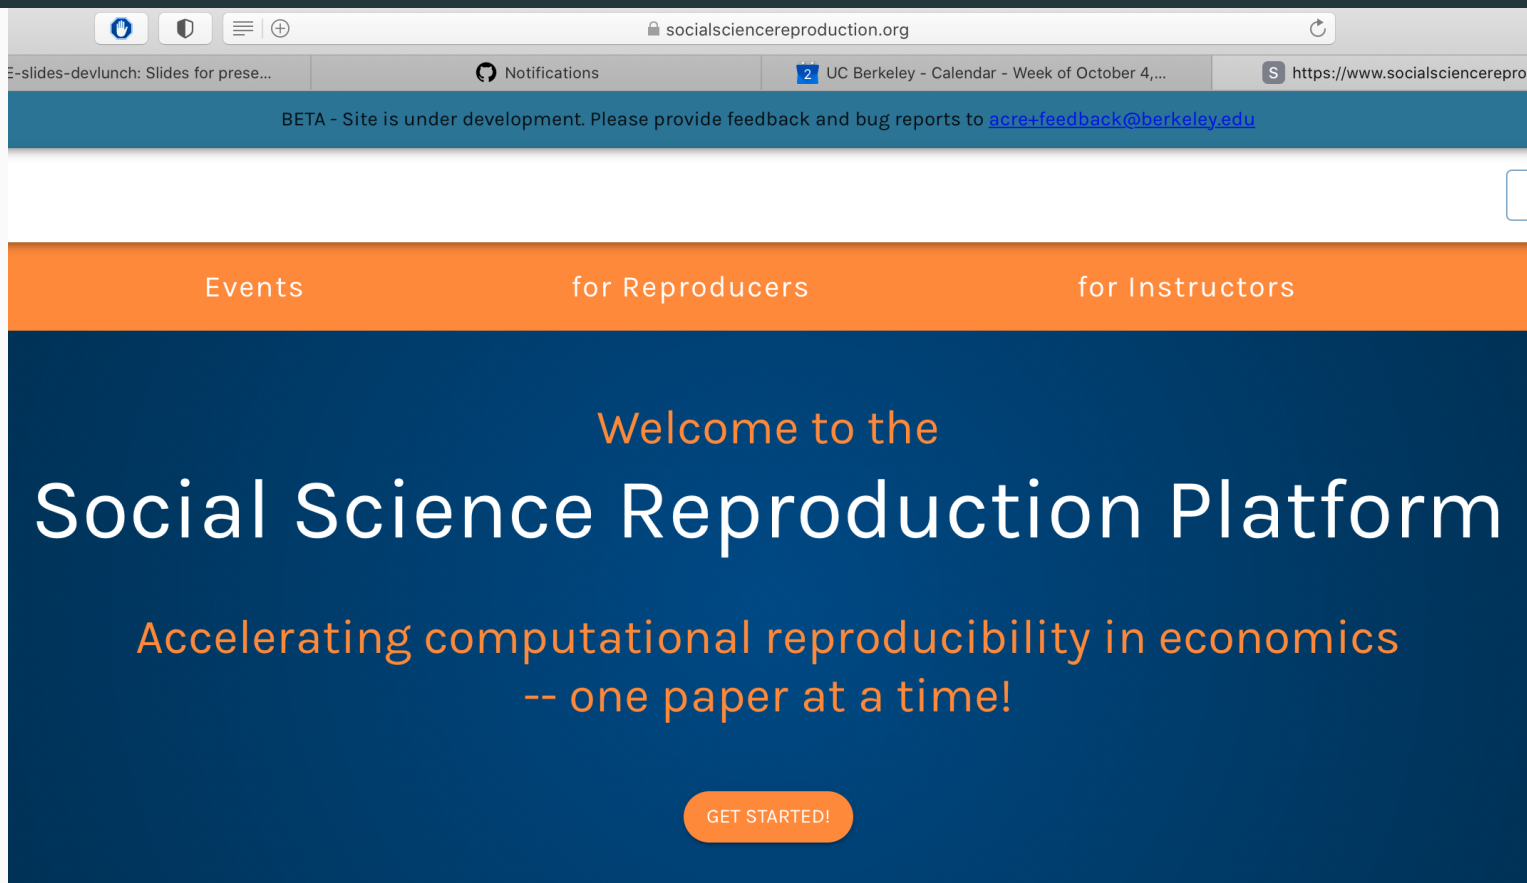 socialsciencereproduction.org
E-slides-devlunch: Slides for prese... Notifications 2 UC Berkeley - Calendar - Week of October 4,... S https://www.socialsciencerepro
BETA - Site is under development. Please provide feedback and bug reports to acre+feedback@berkeley.edu
Events for Reproducers for Instructors
Welcome to the
Social Science Reproduction Platform
Accelerating computational reproducibility in economics
-- one paper at a time!
GET STARTED!